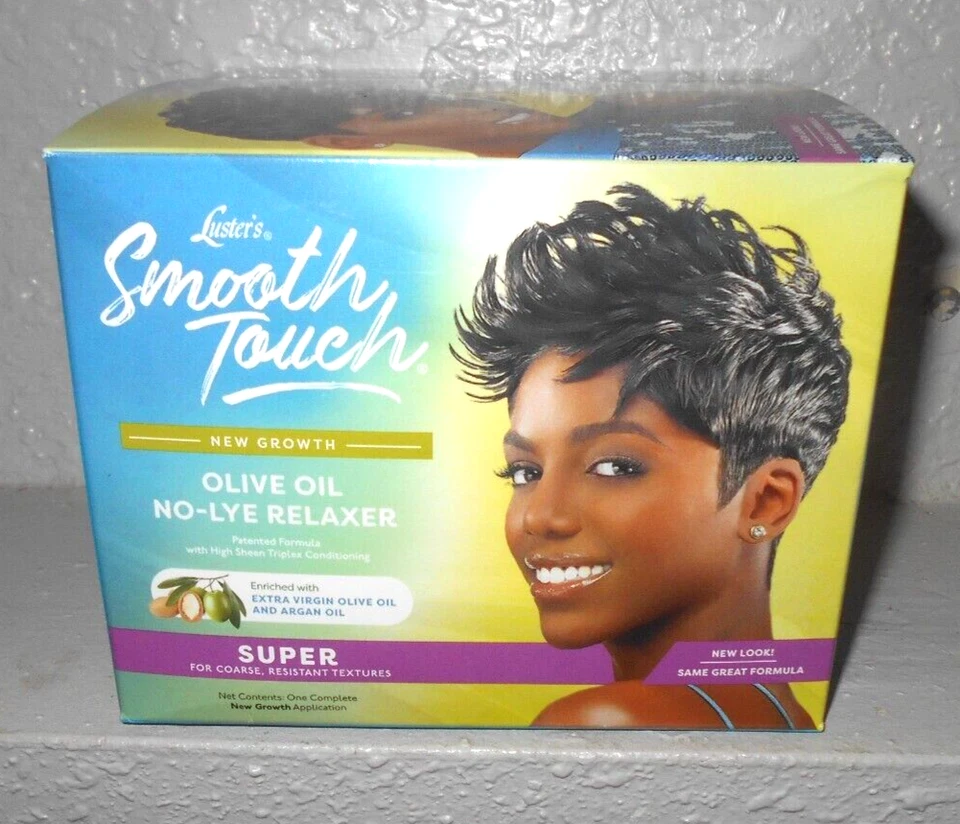 Luster's®
Smooth
Touch®
NEW GROWTH
OLIVE OIL
NO-LYE RELAXER
Patented Formula
with High Sheen Triplex Conditioning
Enriched with
EXTRA VIRGIN OLIVE OIL
AND ARGAN OIL
SUPER
FOR COARSE, RESISTANT TEXTURES
Net Contents: One Complete
New Growth Application
NEW LOOK!
SAME GREAT FORMULA